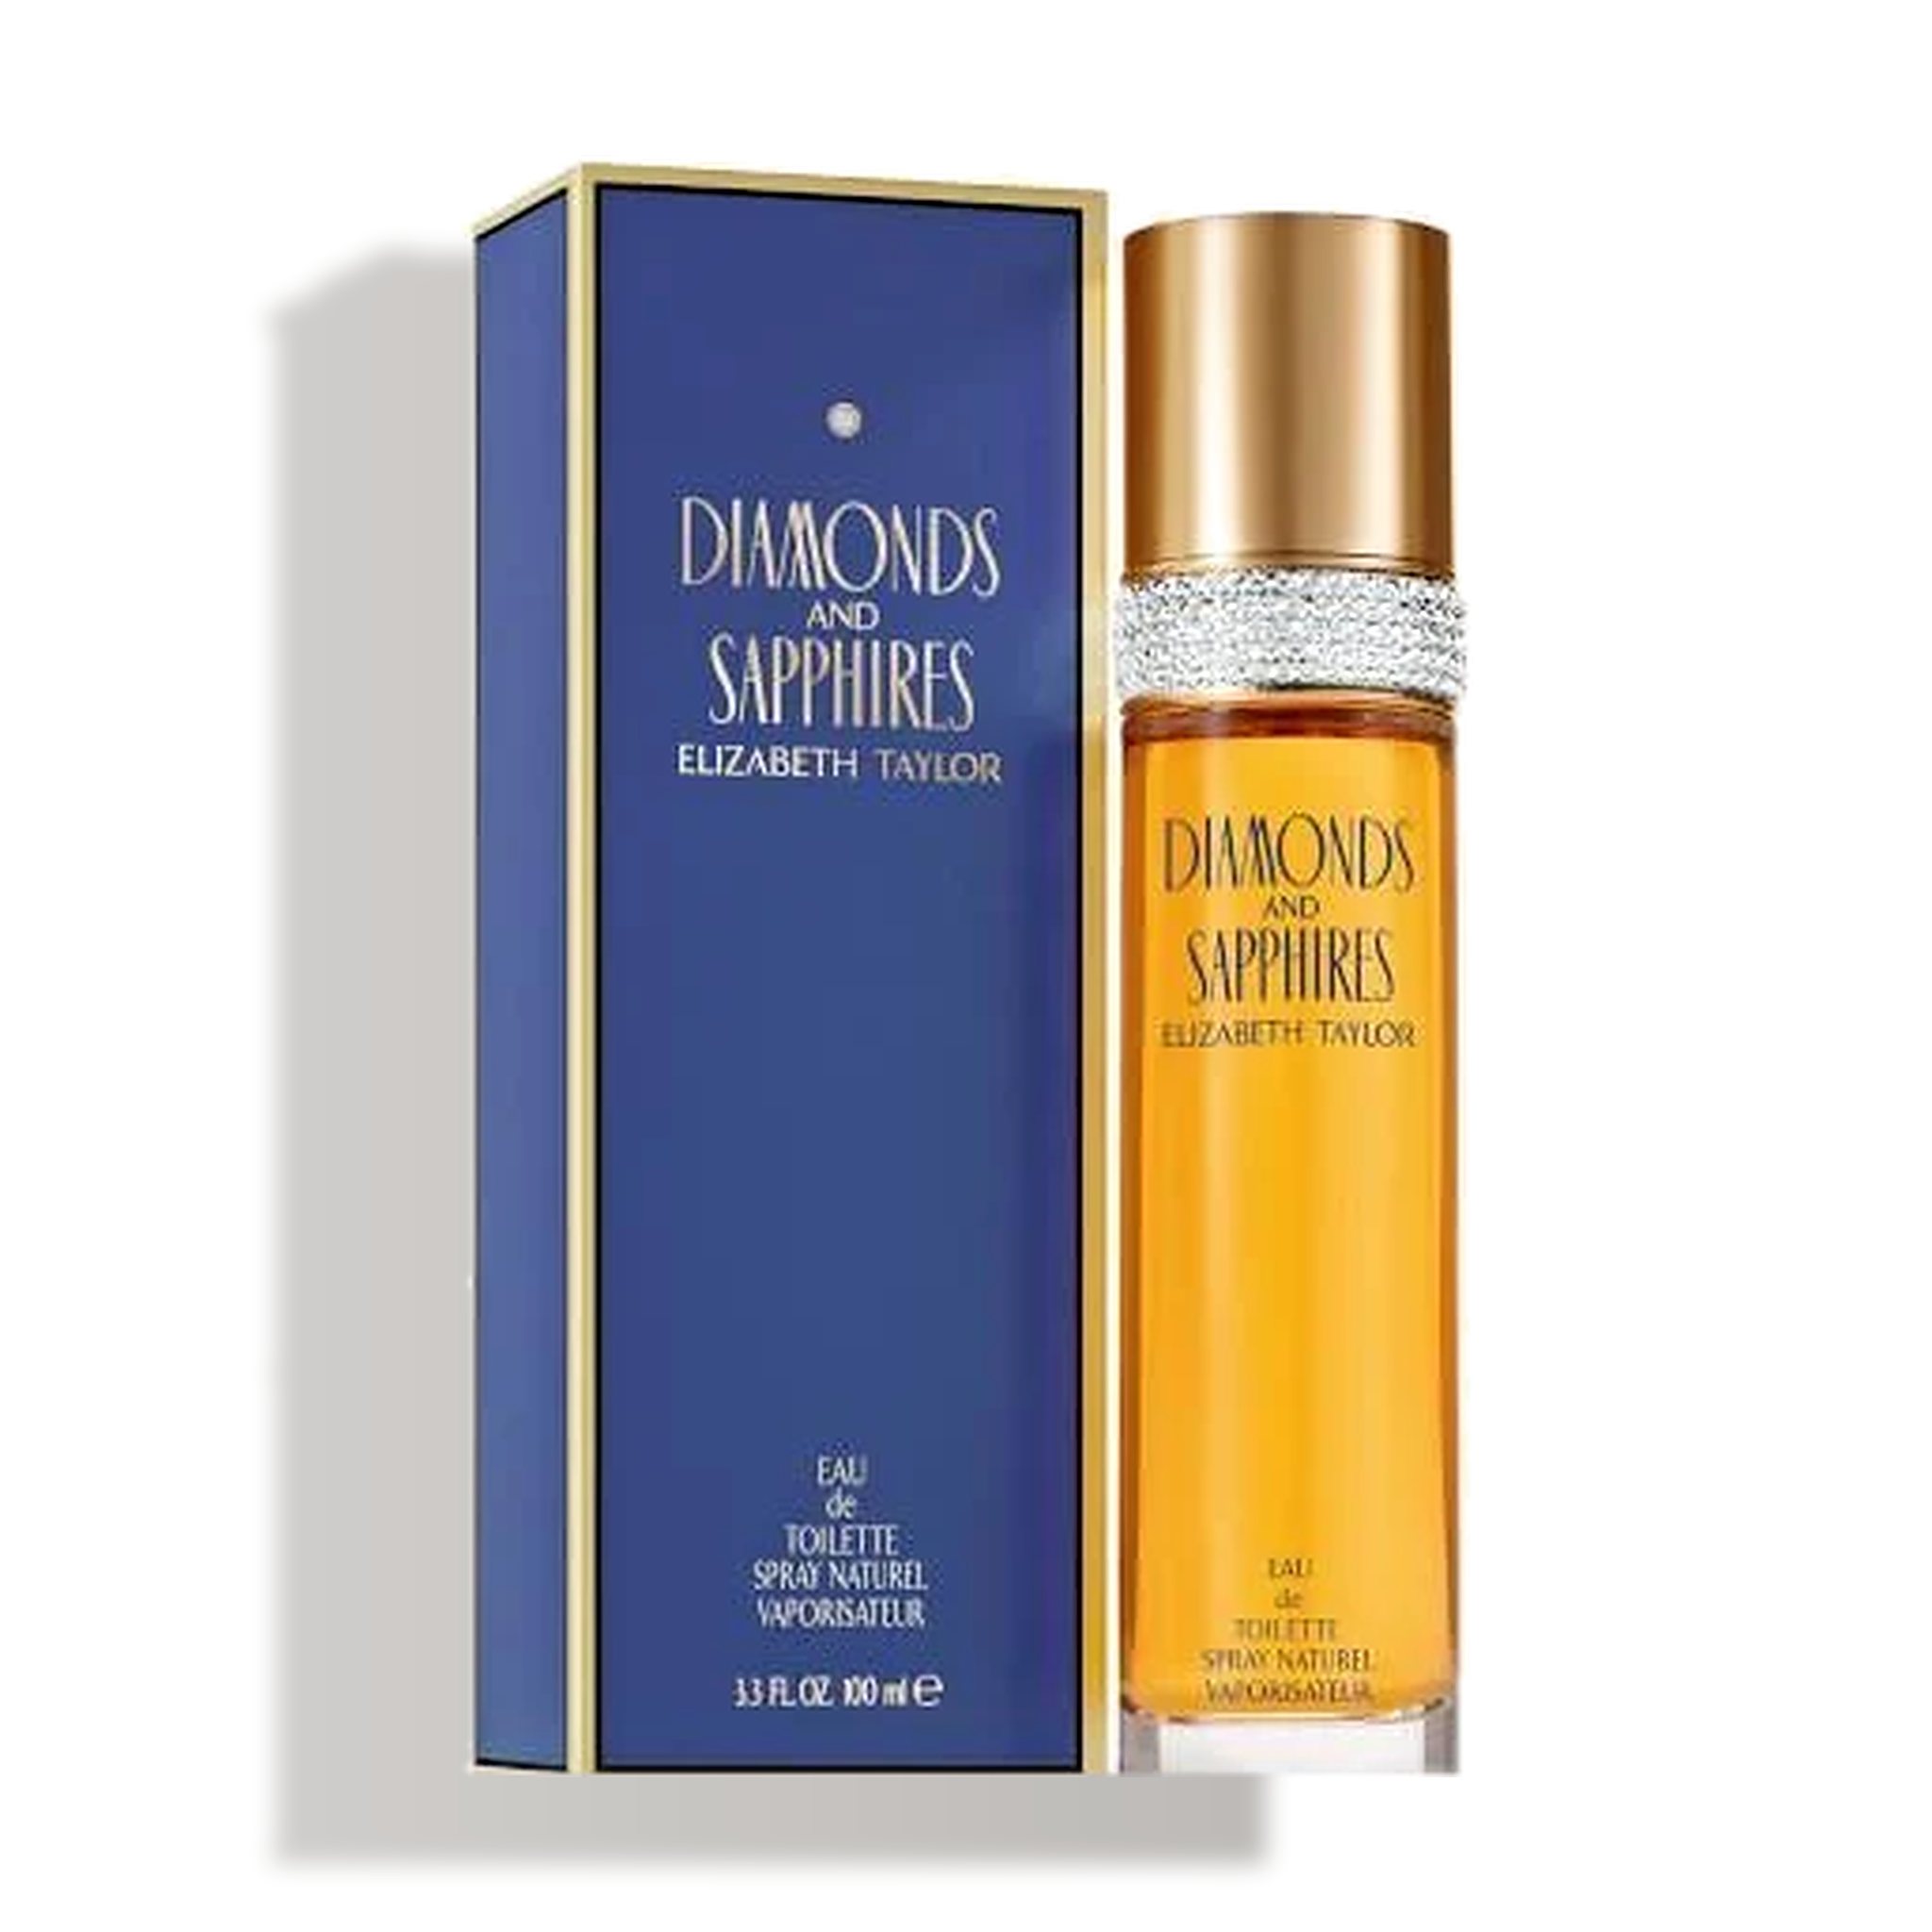 DIAMONDS
AND
SAPPHIRES
ELIZABETH TAYLOR
EAU
de
TOILETTE
SPRAY NATUREL
VAPORISATEUR
3.3 FL. OZ. 100 ml ℮
DIAMONDS
AND
SAPPHIRES
ELIZABETH TAYLOR
EAU
de
TOILETTE
SPRAY NATUREL
VAPORISATEUR